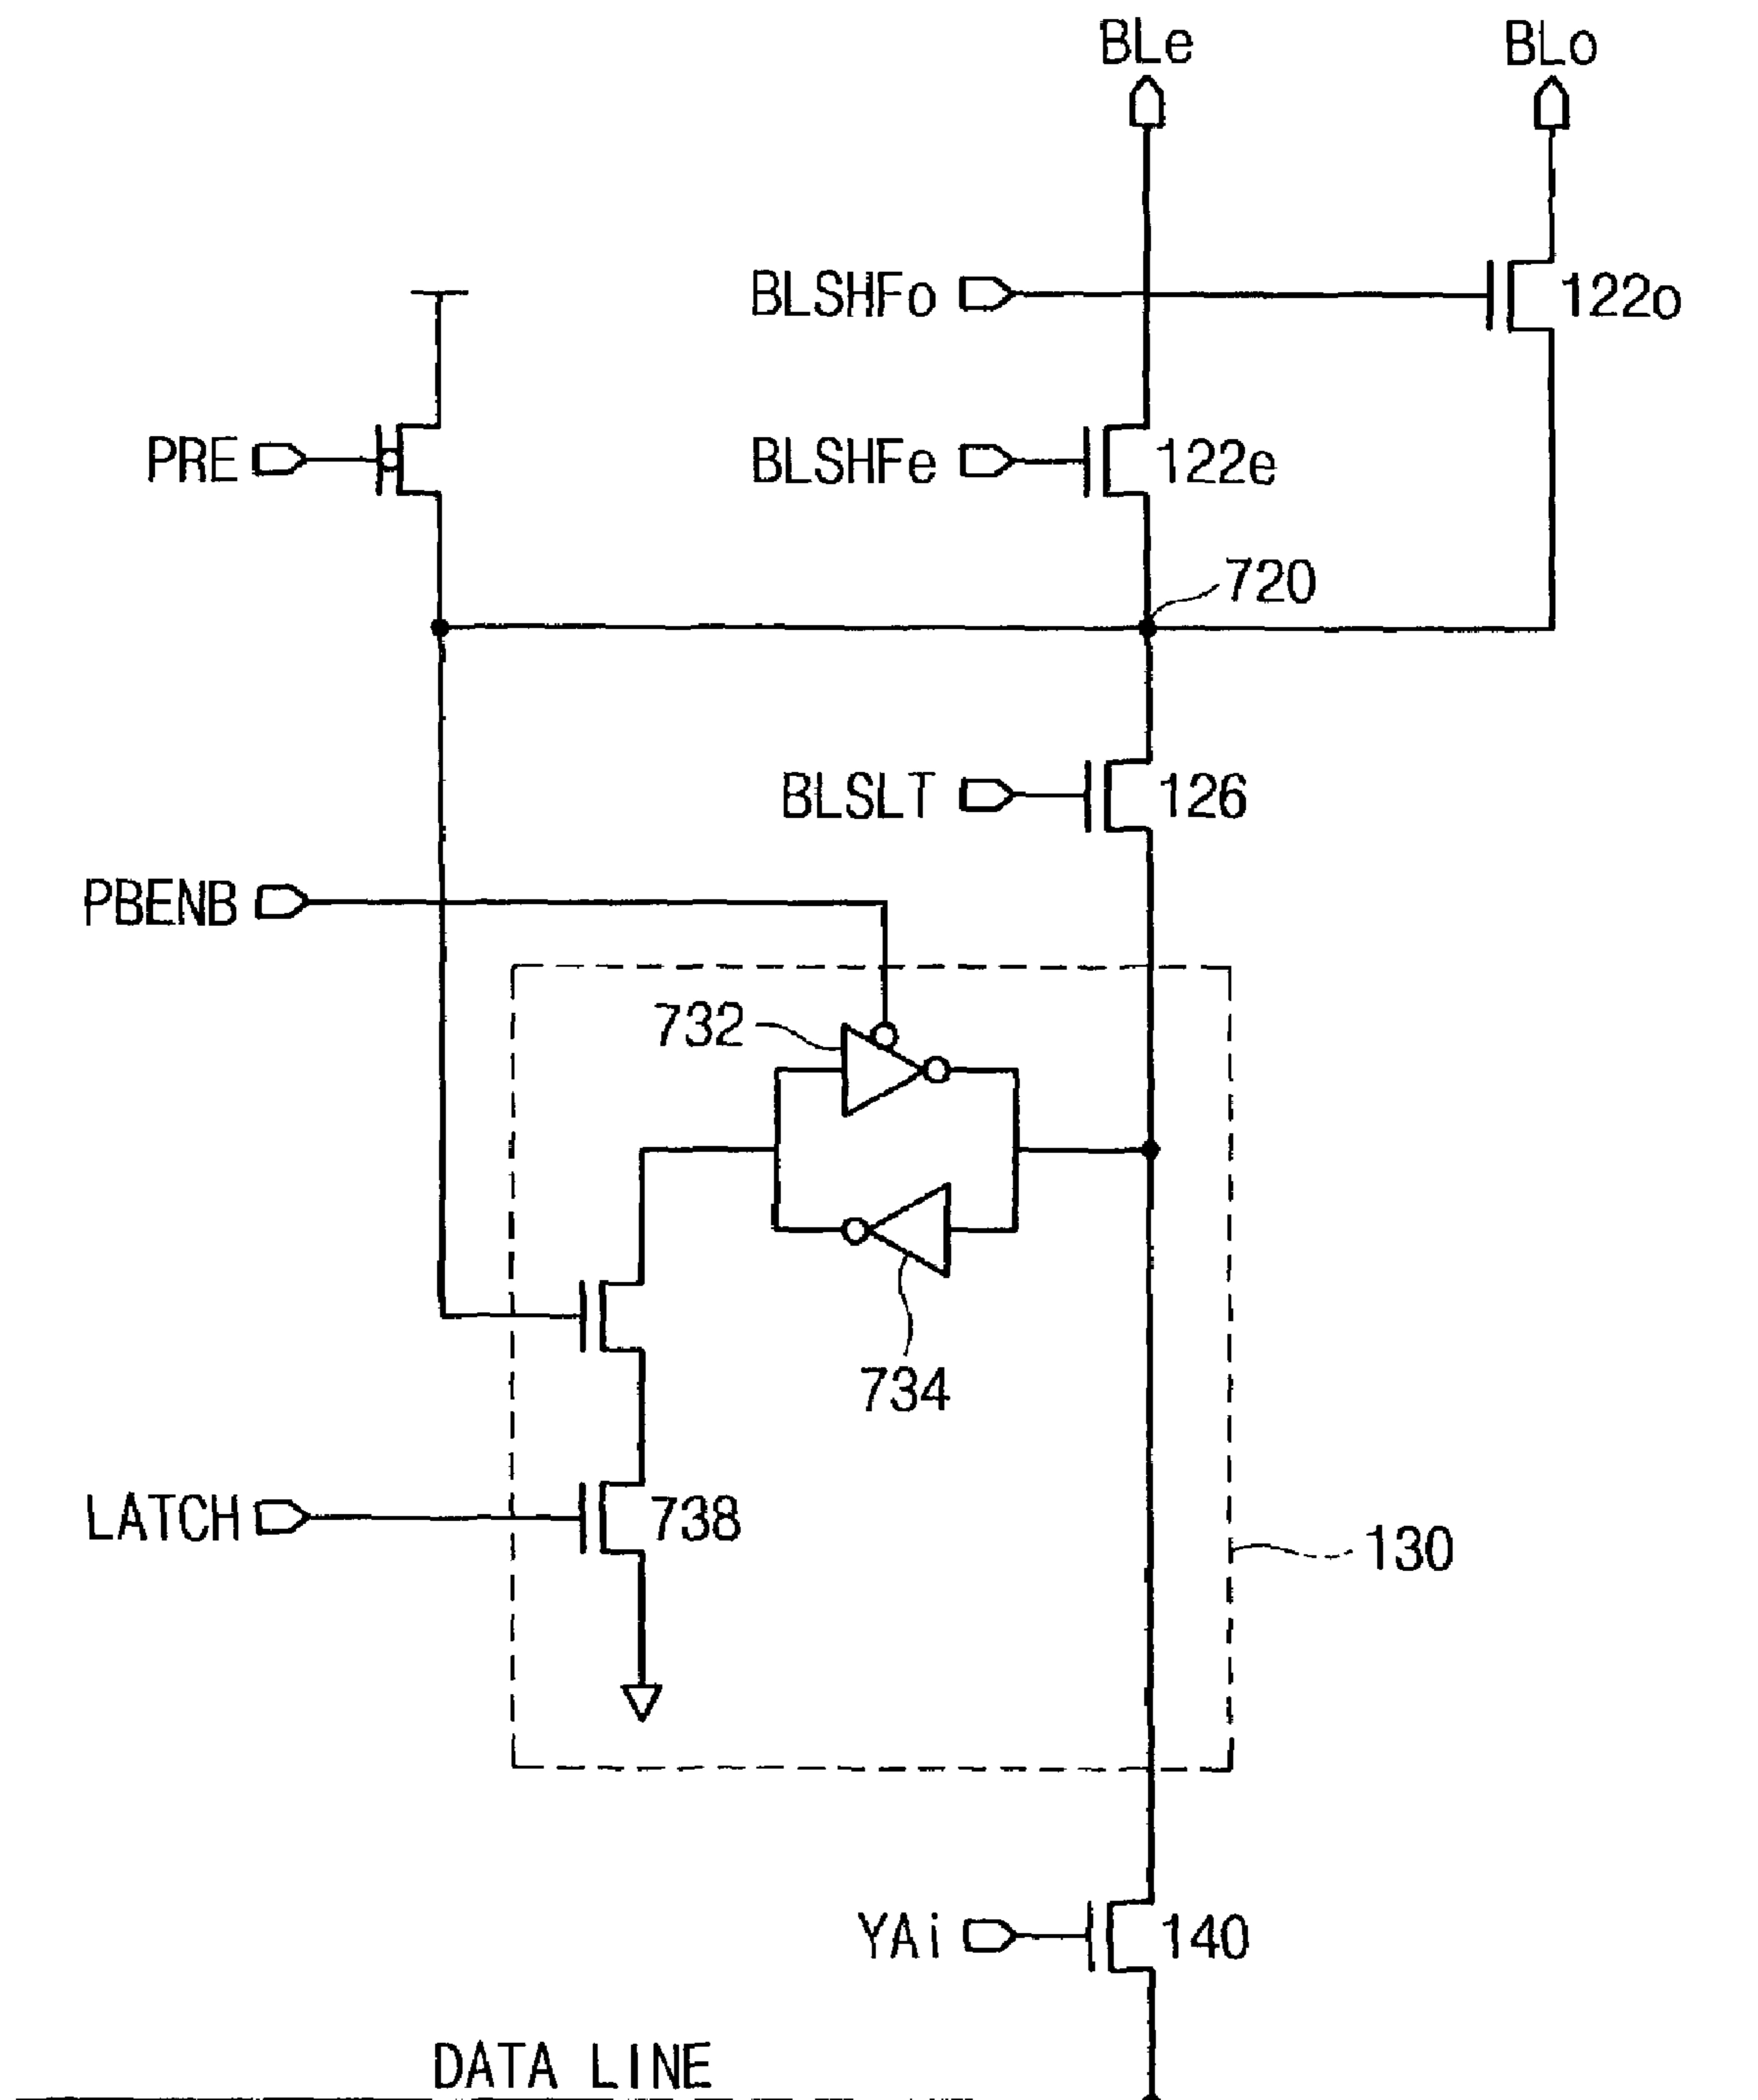 BLe
BLo
BLSHFo
122o
PRE
BLSHFe
122e
720
BLSLT
126
PBENB
732
734
LATCH
738
130
YAi
140
DATA LINE